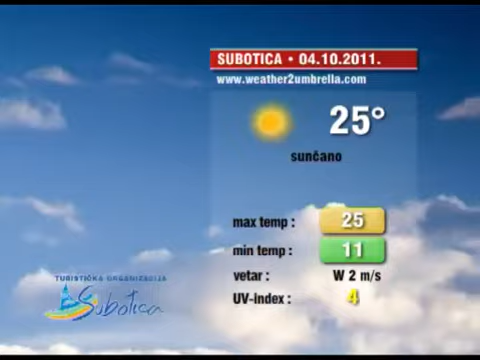 SUBOTICA • 04.10.2011.
www.weather2umbrella.com
25°
sunčano
max temp : 25
min temp : 11
vetar : W 2 m/s
UV-index : 4
TURISTIČKA ORGANIZACIJA
Subotica